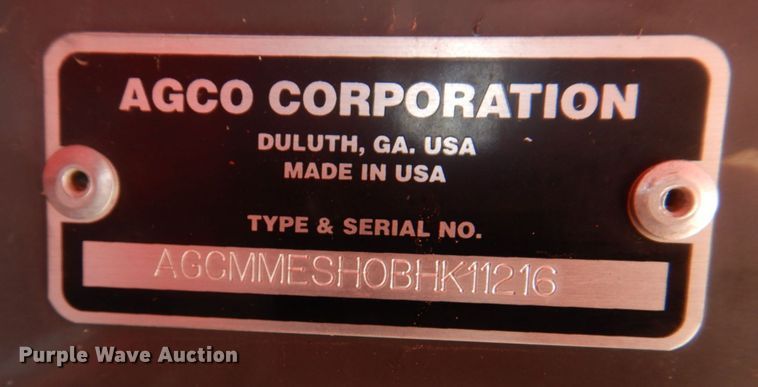 AGCO CORPORATION
DULUTH, GA. USA
MADE IN USA
TYPE & SERIAL NO.
AGCMMESHOBHK11216
Purple Wave Auction